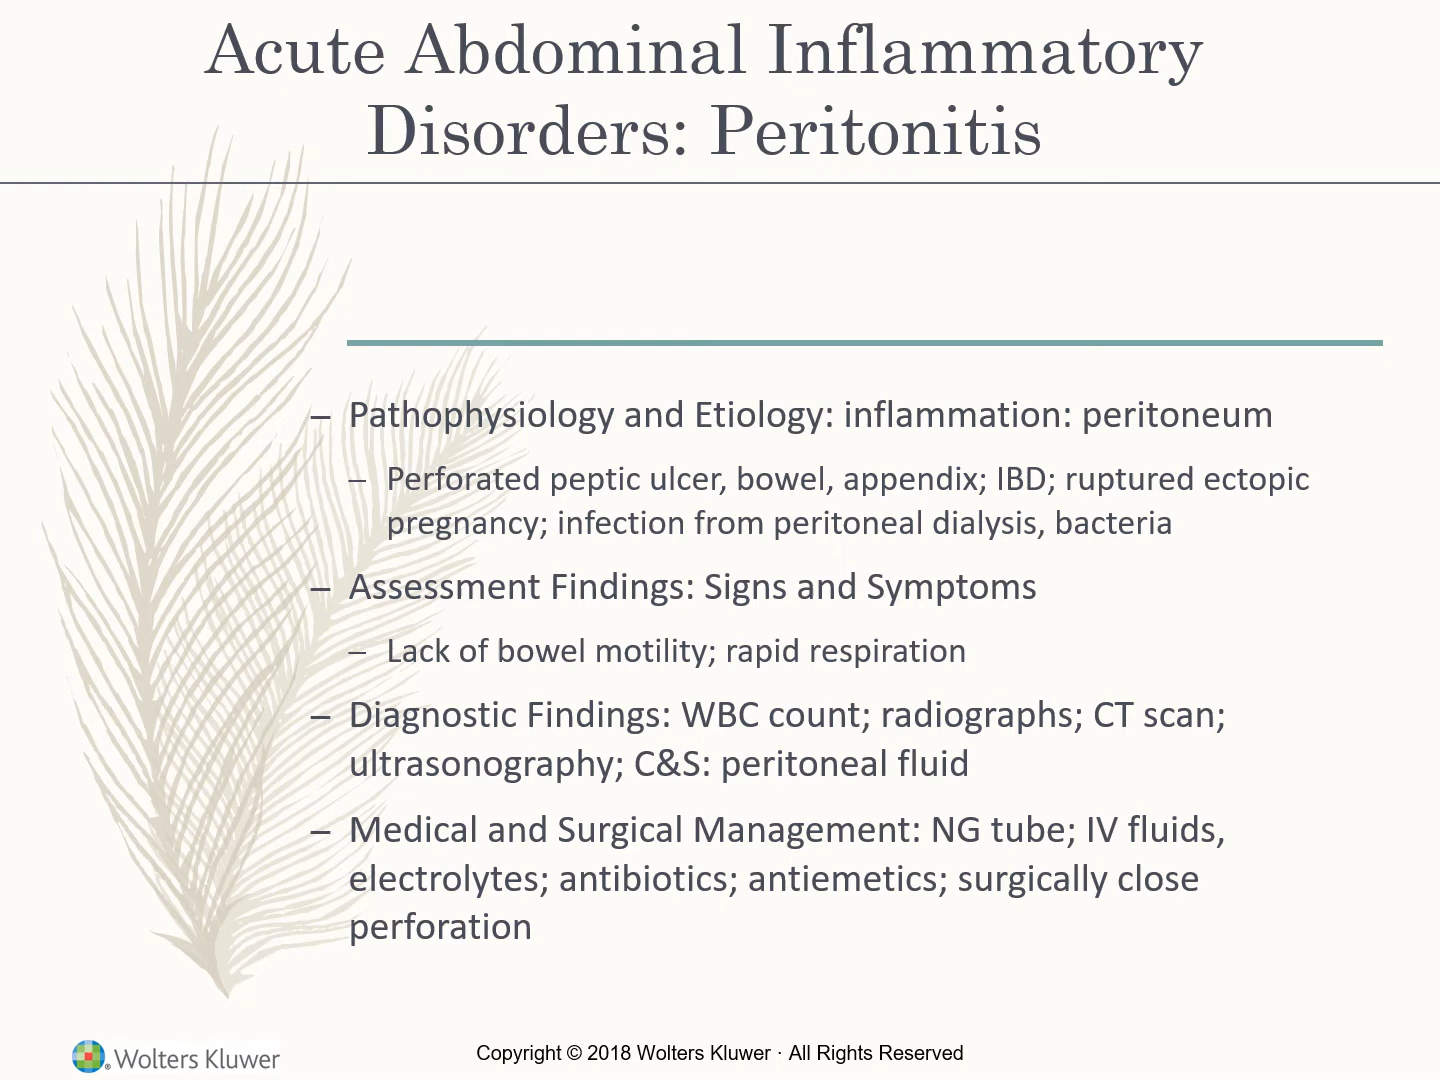 Acute Abdominal Inflammatory
Disorders: Peritonitis
– Pathophysiology and Etiology: inflammation: peritoneum
– Perforated peptic ulcer, bowel, appendix; IBD; ruptured ectopic
pregnancy; infection from peritoneal dialysis, bacteria
– Assessment Findings: Signs and Symptoms
– Lack of bowel motility; rapid respiration
– Diagnostic Findings: WBC count; radiographs; CT scan;
ultrasonography; C&S: peritoneal fluid
– Medical and Surgical Management: NG tube; IV fluids,
electrolytes; antibiotics; antiemetics; surgically close
perforation
® Wolters Kluwer
Copyright © 2018 Wolters Kluwer · All Rights Reserved